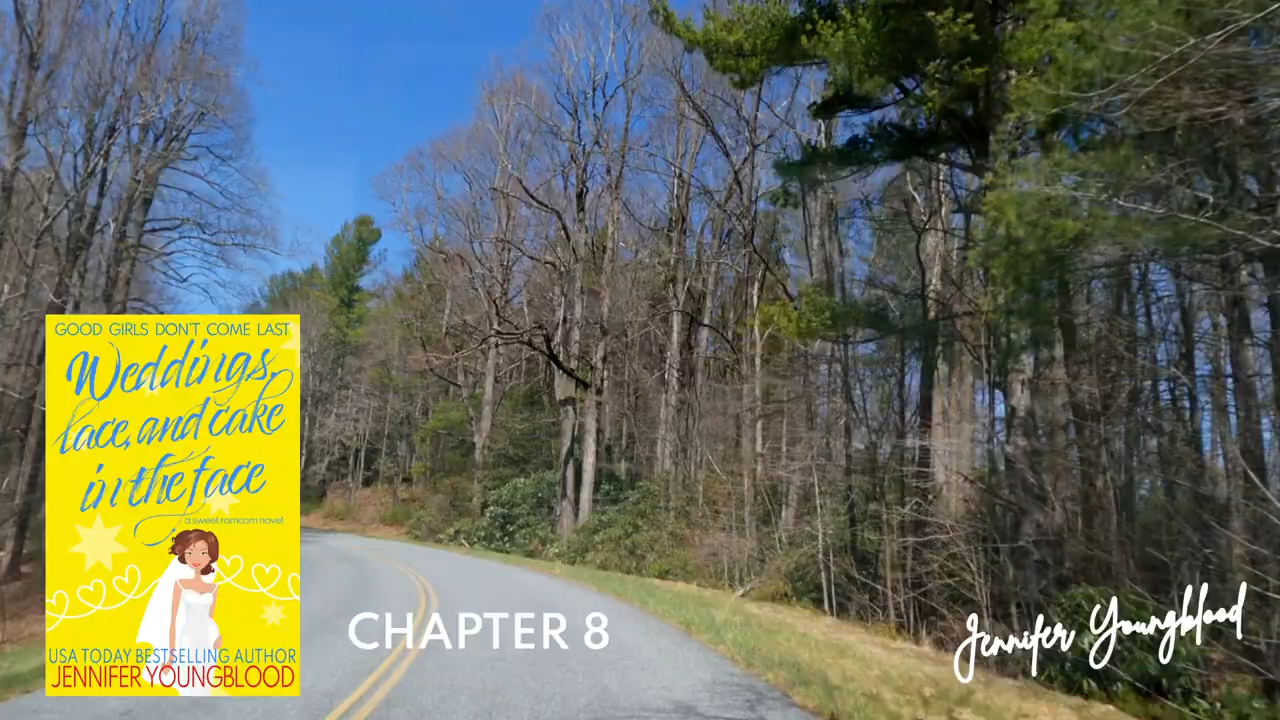 GOOD GIRLS DON'T COME LAST
Weddings,
lace, and cake
in the face
a sweet romcom novel
USA TODAY BESTSELLING AUTHOR
JENNIFER YOUNGBLOOD
CHAPTER 8
Jennifer Youngblood